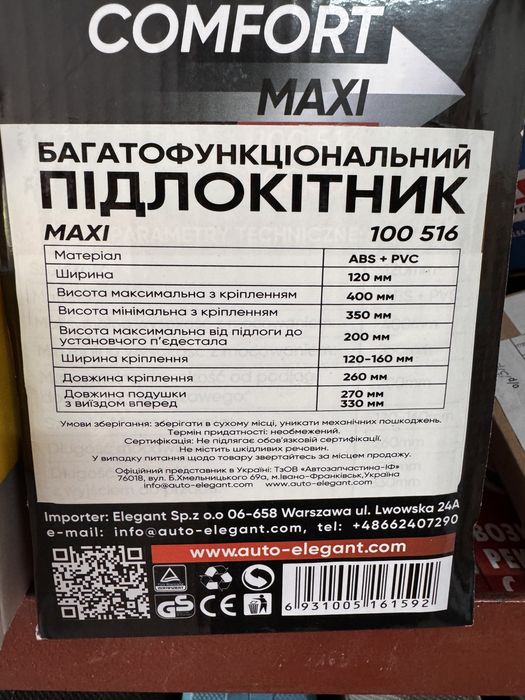 COMFORT
MAXI
БАГАТОФУНКЦІОНАЛЬНИЙ
ПІДЛОКІТНИК
MAXI 100 516
Матеріал ABS + PVC
Ширина 120 мм
Висота максимальна з кріпленням 400 мм
Висота мінімальна з кріпленням 350 мм
Висота максимальна від підлоги до
установчого п'єдестала 200 мм
Ширина кріплення 120-160 мм
Довжина кріплення 260 мм
Довжина подушки 270 мм
з виїздом вперед 330 мм
Умови зберігання: зберігати в сухому місці, уникати механічних пошкоджень.
Термін придатності: необмежений.
Сертифікація: Не підлягає обов'язковій сертифікації.
Не містить шкідливих речовин.
У випадку питання щодо товару звертайтесь за місцем продажу.
Офіційний представник в Україні: ТзОВ «Автозапчастина-ІФ»
76018, вул. Б.Хмельницького 69а, м.Івано-Франківськ, Україна
info@auto-elegant.com www.auto-elegant.com
Importer: Elegant Sp.z o.o 06-658 Warszawa ul. Lwowska 24A
e-mail: info@auto-elegant.com, tel: +48662407290
www.auto-elegant.com
GS CE
6 931005 161592